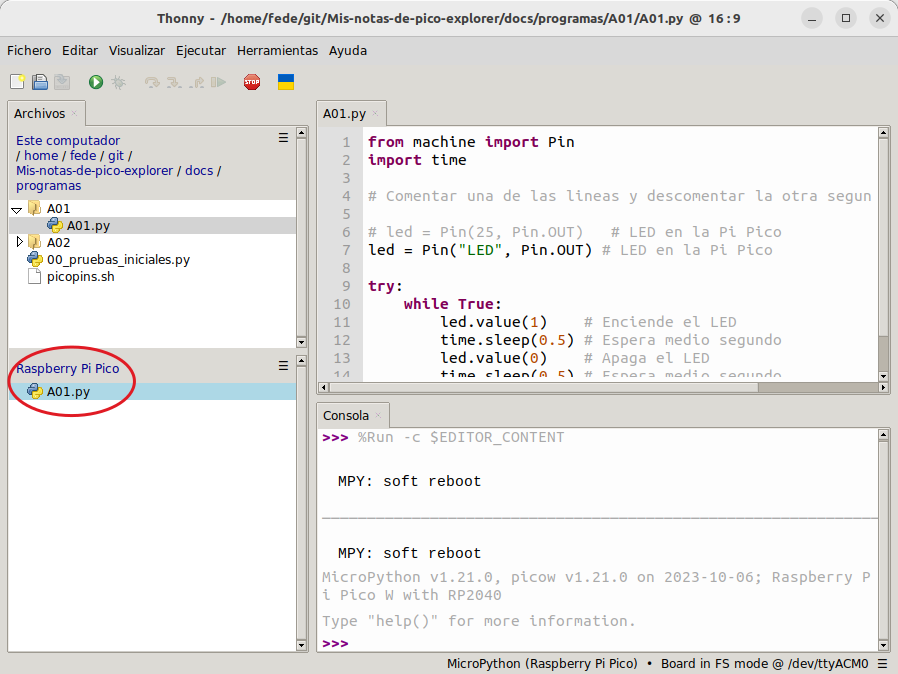 Thonny - /home/fede/git/Mis-notas-de-pico-explorer/docs/programas/A01/A01.py @ 16 : 9
Fichero Editar Visualizar Ejecutar Herramientas Ayuda
STOP
Archivos
Este computador
/ home / fede / git /
Mis-notas-de-pico-explorer / docs /
programas
A01
A01.py
A02
00_pruebas_iniciales.py
picopins.sh
Raspberry Pi Pico
A01.py
A01.py
1 from machine import Pin
2 import time
3
4 # Comentar una de las lineas y descomentar la otra segun
5
6 # led = Pin(25, Pin.OUT) # LED en la Pi Pico
7 led = Pin("LED", Pin.OUT) # LED en la Pi Pico
8
9 try:
10 while True:
11 led.value(1) # Enciende el LED
12 time.sleep(0.5) # Espera medio segundo
13 led.value(0) # Apaga el LED
14 time.sleep(0.5) # Espera medio segundo
Consola
>>> %Run -c $EDITOR_CONTENT
MPY: soft reboot
MPY: soft reboot
MicroPython v1.21.0, picow v1.21.0 on 2023-10-06; Raspberry P
i Pico W with RP2040
Type "help()" for more information.
>>>
MicroPython (Raspberry Pi Pico) • Board in FS mode @ /dev/ttyACM0 ☰